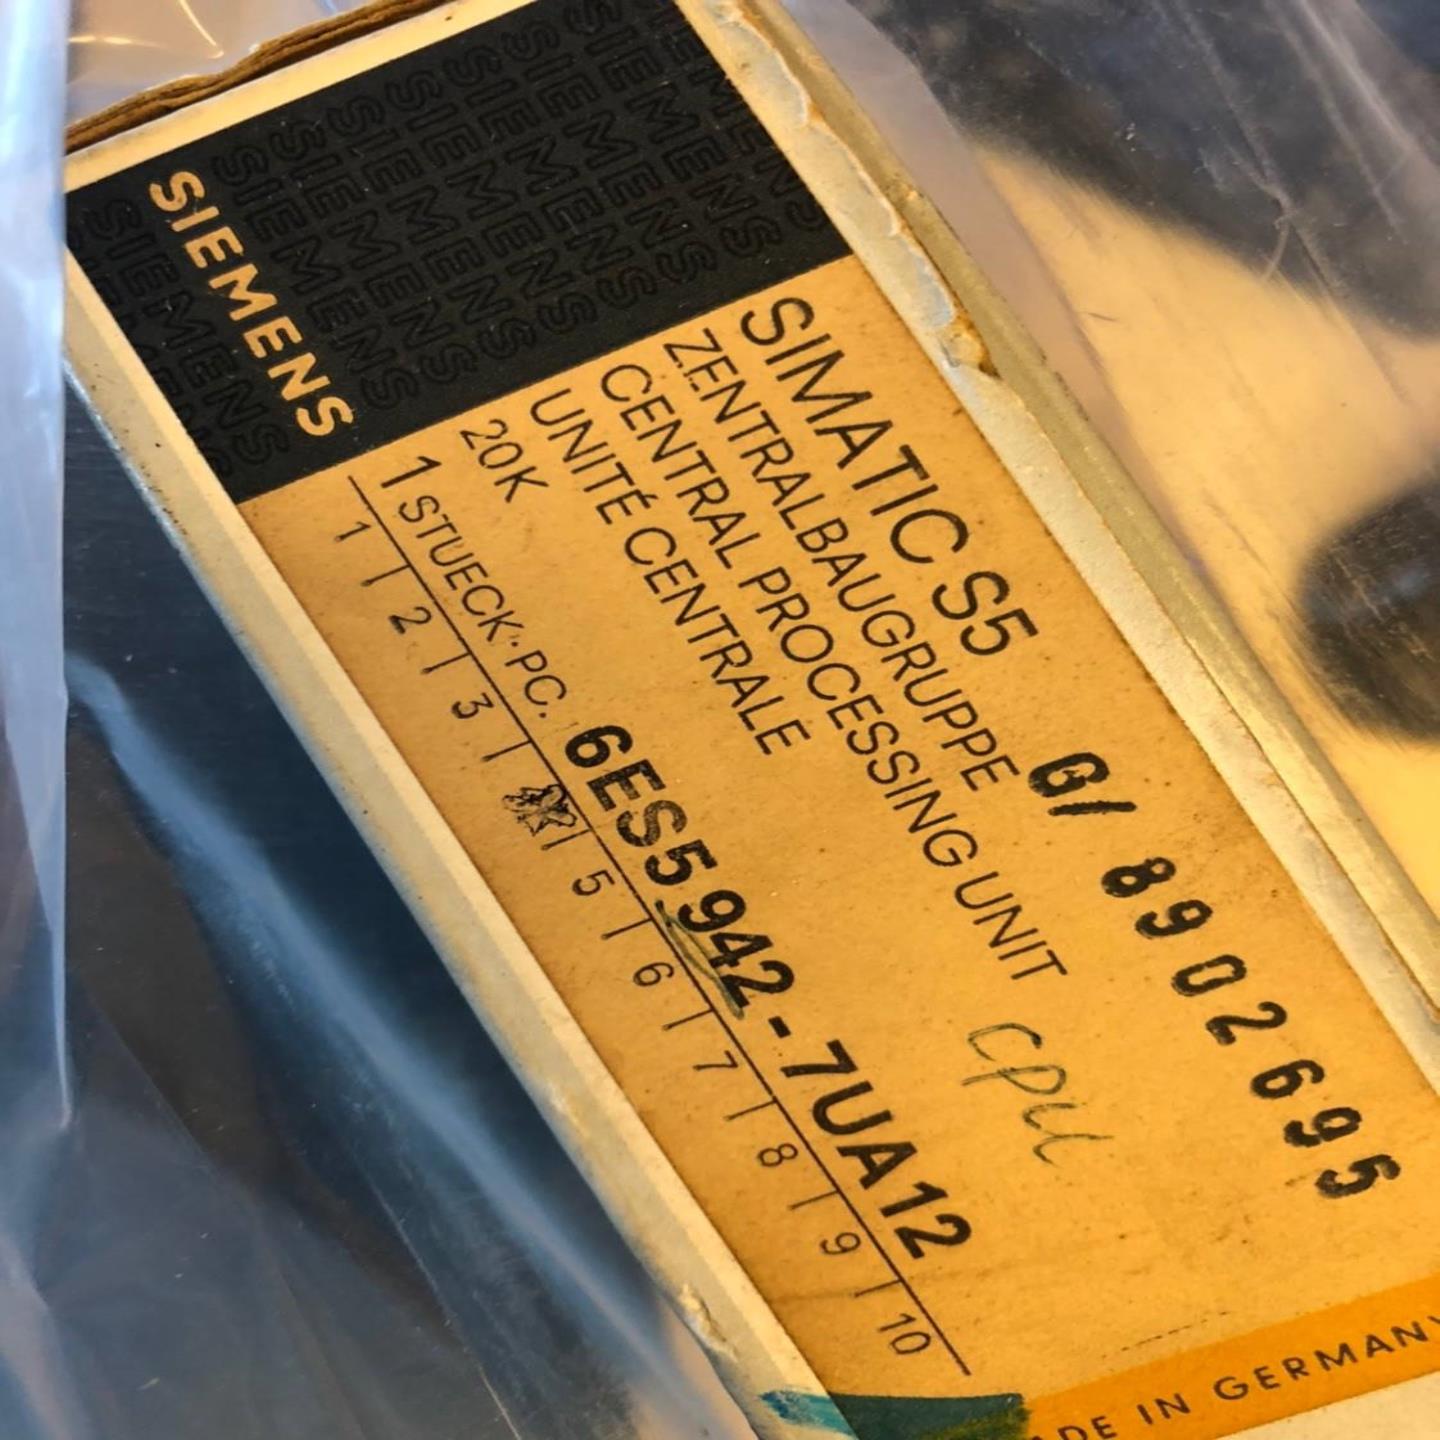 SIEMENS
SIMATIC S5
ZENTRALBAUGRUPPE
CENTRAL PROCESSING UNIT
UNITÉ CENTRALE
20K
1 STUECK·PC. 6ES5942-7UA12
1 2 3 5 6 7 8 9 10
G/ 8902695
cpu
MADE IN GERMANY